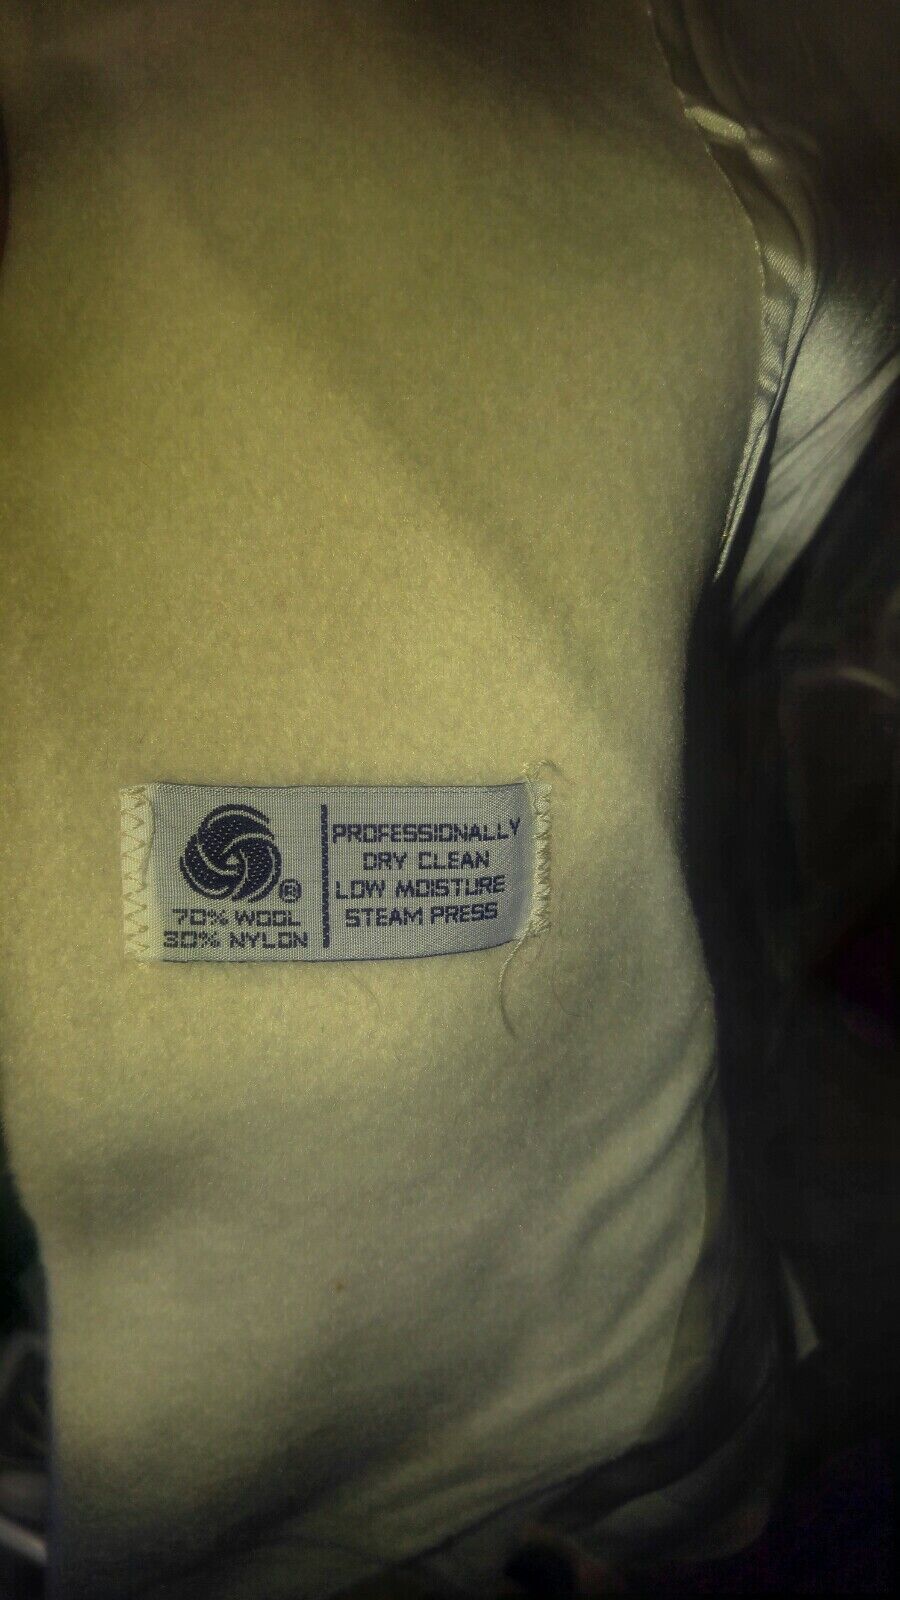 ®
70% WOOL
30% NYLON
PROFESSIONALLY
DRY CLEAN
LOW MOISTURE
STEAM PRESS